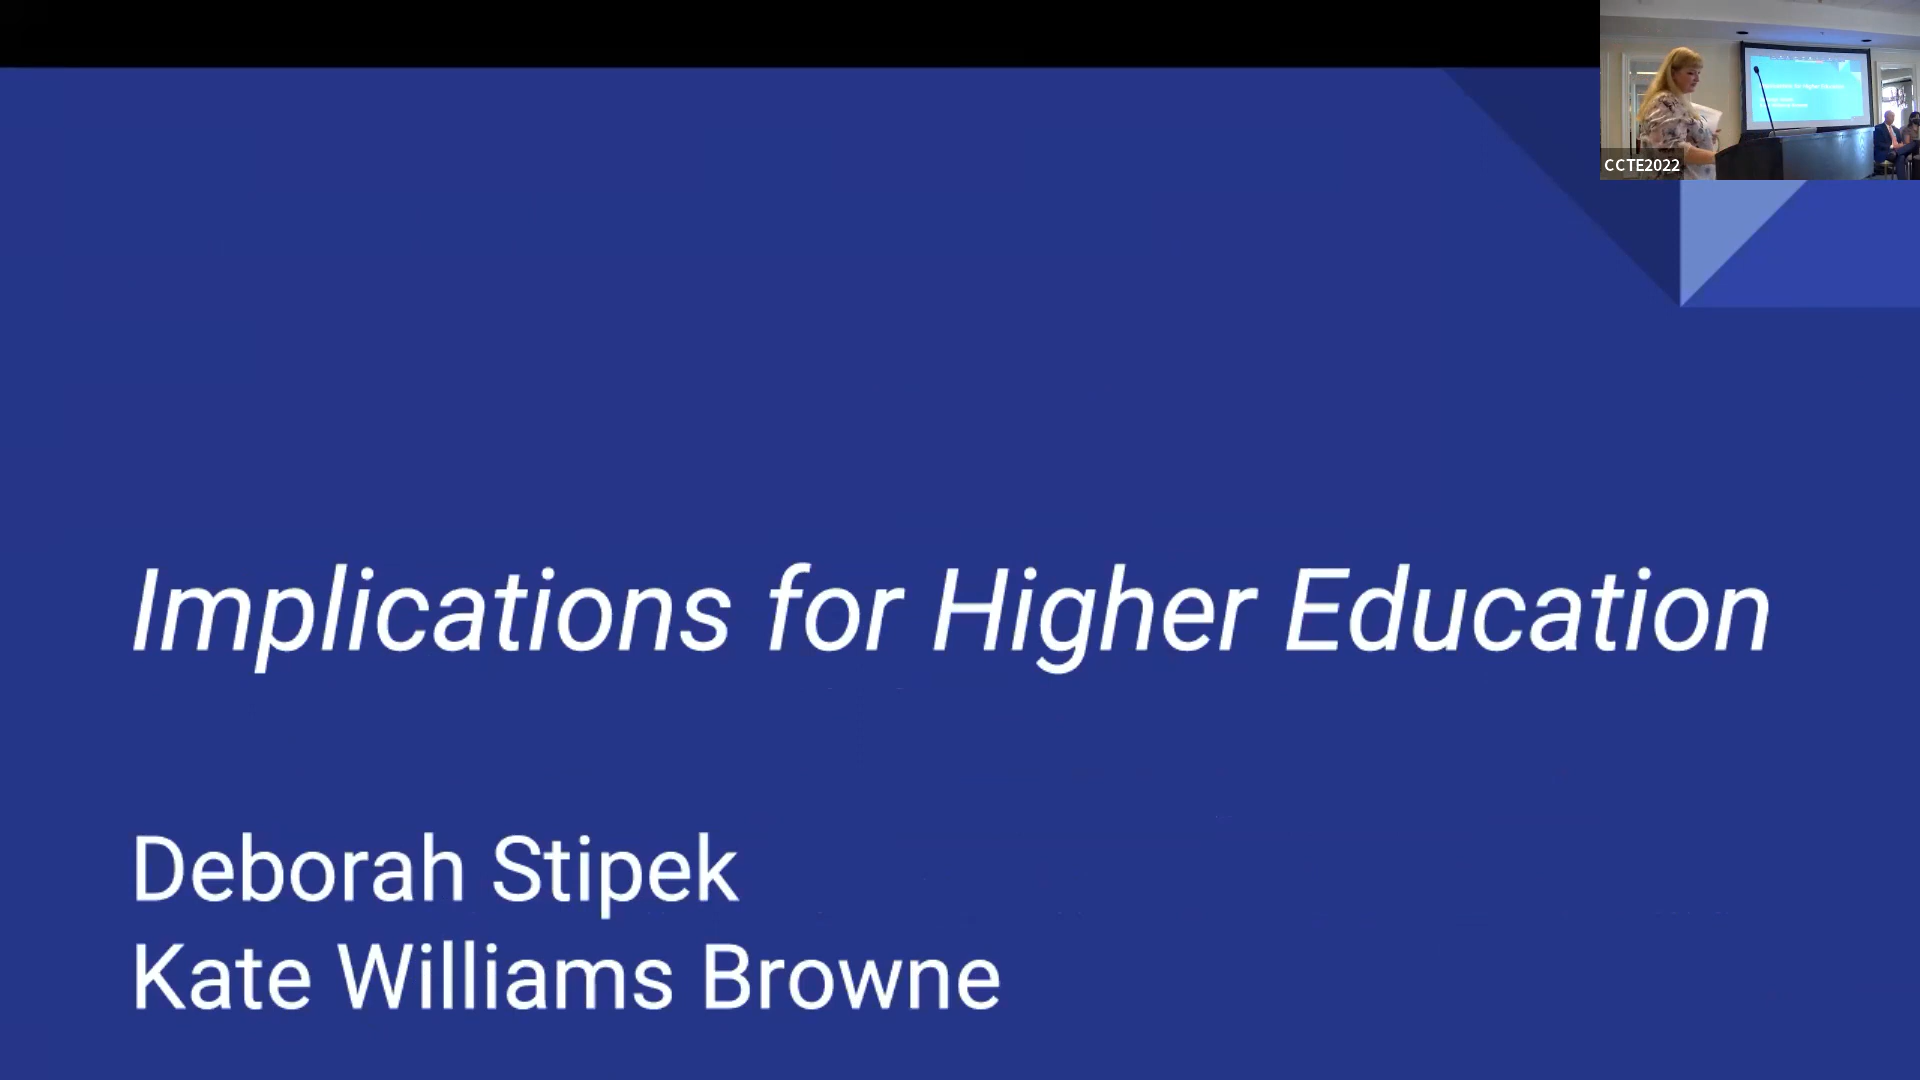 CCTE2022
Implications for Higher Education
Deborah Stipek
Kate Williams Browne